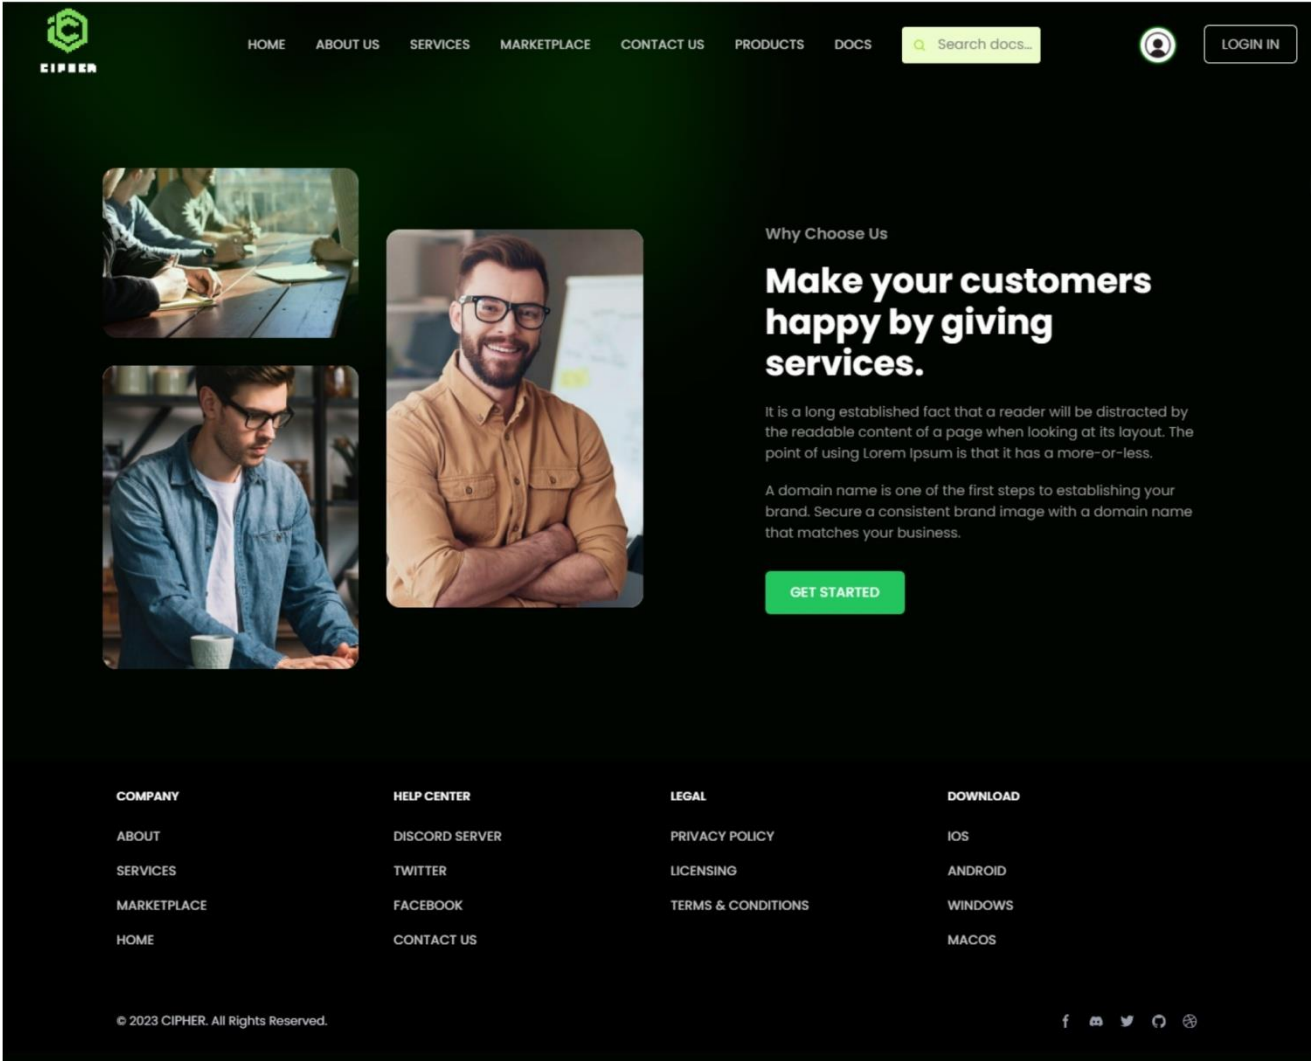 CIPHER
HOME ABOUT US SERVICES MARKETPLACE CONTACT US PRODUCTS DOCS Search docs... LOGIN IN
Why Choose Us
Make your customers
happy by giving
services.
It is a long established fact that a reader will be distracted by
the readable content of a page when looking at its layout. The
point of using Lorem Ipsum is that it has a more-or-less.
A domain name is one of the first steps to establishing your
brand. Secure a consistent brand image with a domain name
that matches your business.
GET STARTED
COMPANY
ABOUT
SERVICES
MARKETPLACE
HOME
HELP CENTER
DISCORD SERVER
TWITTER
FACEBOOK
CONTACT US
LEGAL
PRIVACY POLICY
LICENSING
TERMS & CONDITIONS
DOWNLOAD
IOS
ANDROID
WINDOWS
MACOS
© 2023 CIPHER. All Rights Reserved.